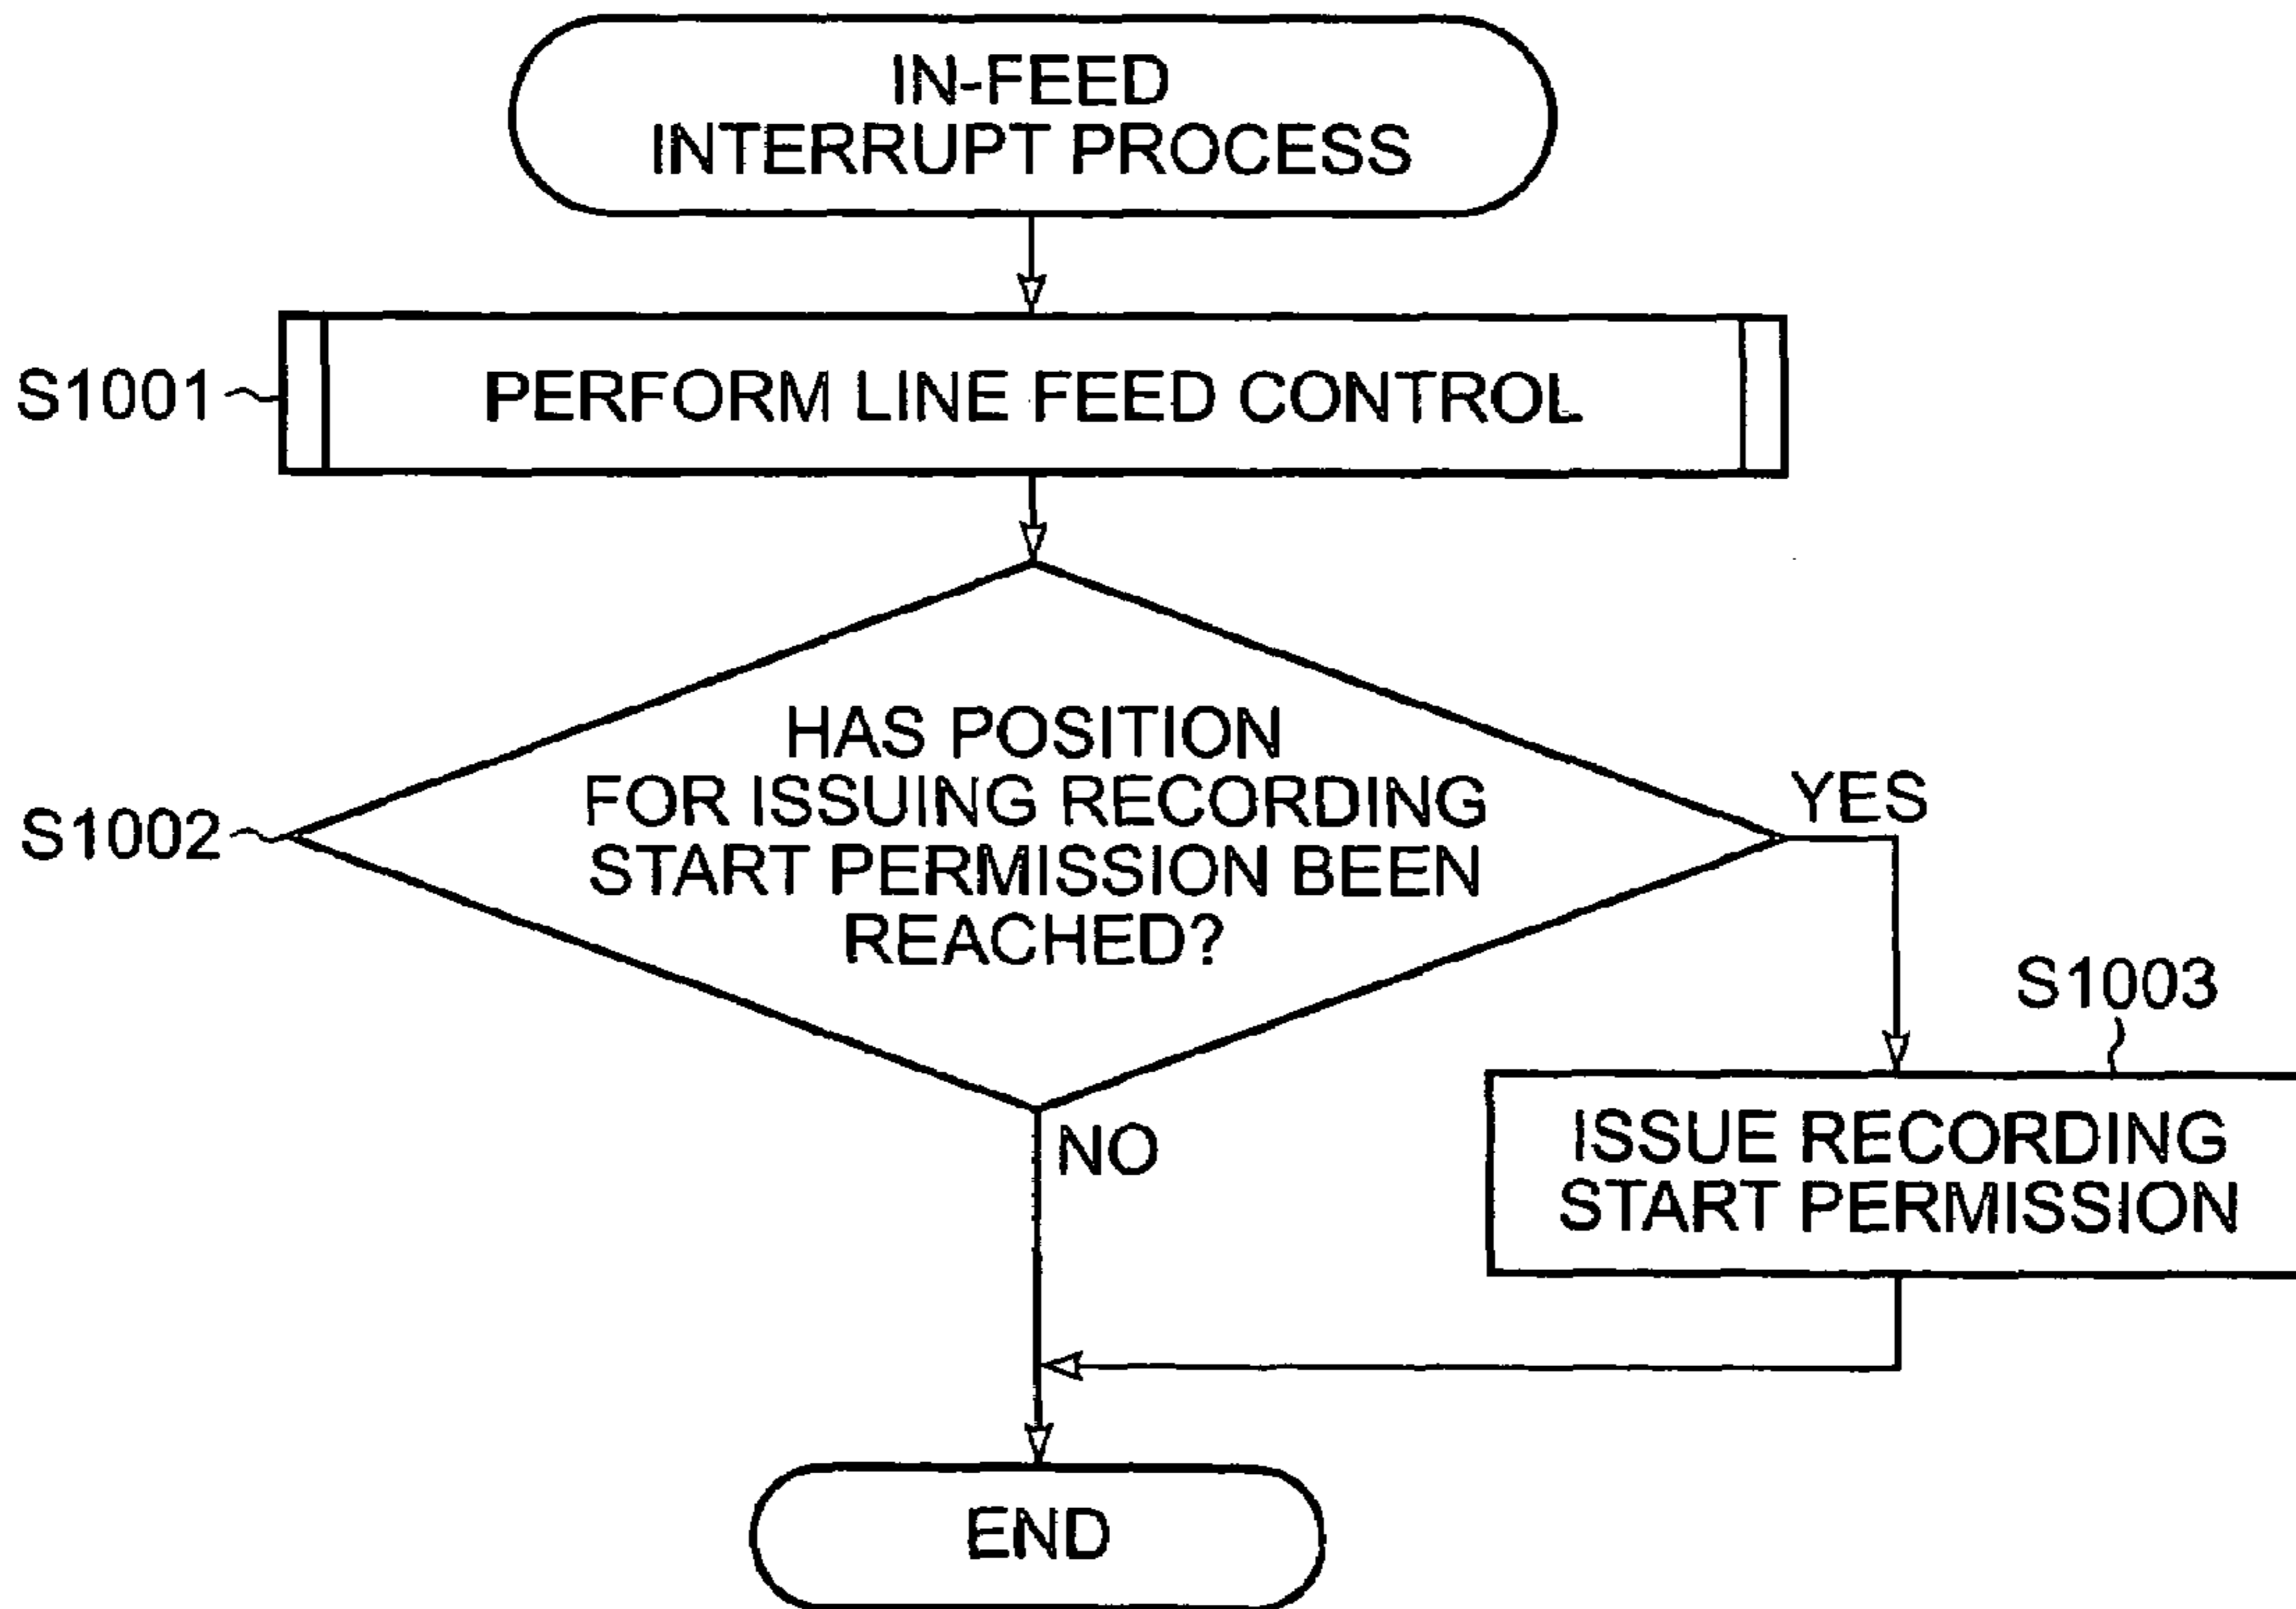 IN-FEED
INTERRUPT PROCESS
S1001
PERFORM LINE FEED CONTROL
HAS POSITION
FOR ISSUING RECORDING
START PERMISSION BEEN
REACHED?
S1002
YES
S1003
ISSUE RECORDING
START PERMISSION
NO
END